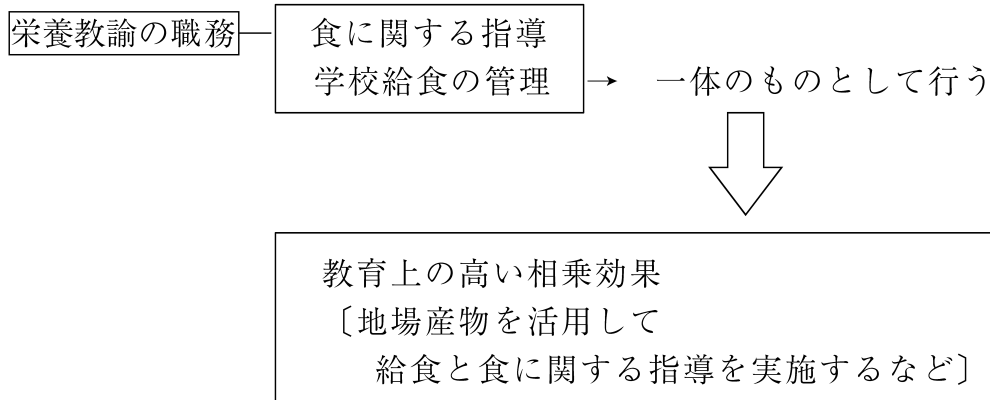 栄養教諭の職務
食に関する指導
学校給食の管理 → 一体のものとして行う
教育上の高い相乗効果
〔地場産物を活用して
給食と食に関する指導を実施するなど〕